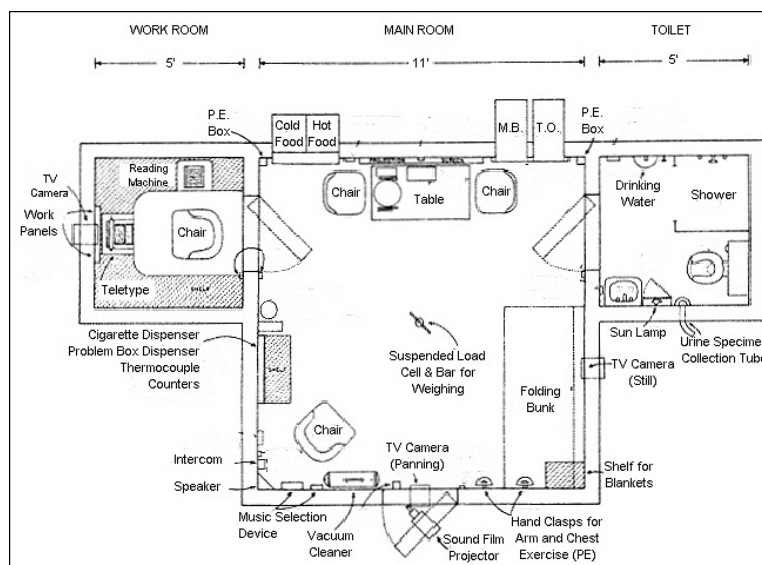 WORK ROOM
MAIN ROOM
TOILET
5'
11'
5'
P.E.
Box
Cold
Food
Hot
Food
M.B.
T.O.
P.E.
Box
TV
Camera
Reading
Machine
PROJECTION SCREEN
Chair
Table
Chair
Drinking
Water
Shower
Work
Panels
Chair
Teletype
SHELF
Cigarette Dispenser
Problem Box Dispenser
Thermocouple
Counters
SHELF
Suspended Load
Cell & Bar for
Weighing
Sun Lamp
Urine Specimen
Collection Tube
TV Camera
(Still)
Folding
Bunk
Chair
TV Camera
(Panning)
Intercom
Speaker
Shelf for
Blankets
Music Selection
Device
Vacuum
Cleaner
Sound Film
Projector
Hand Clasps for
Arm and Chest
Exercise (PE)